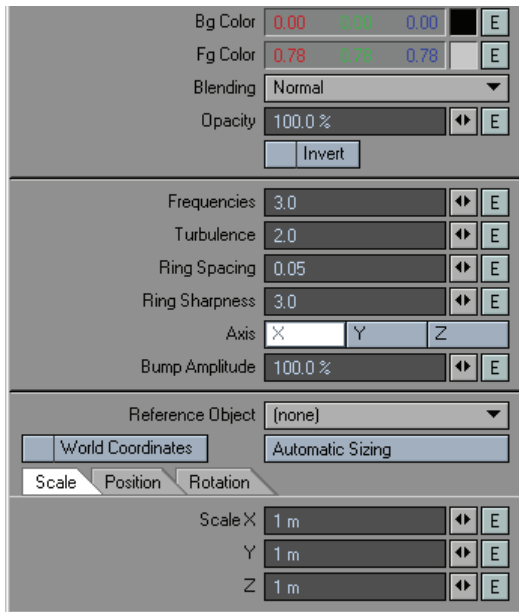 Bg Color 0.00 0.00 0.00 E
Fg Color 0.78 0.78 0.78 E
Blending Normal
Opacity 100.0 % E
Invert
Frequencies 3.0 E
Turbulence 2.0 E
Ring Spacing 0.05 E
Ring Sharpness 3.0 E
Axis X Y Z
Bump Amplitude 100.0 % E
Reference Object (none)
World Coordinates Automatic Sizing
Scale Position Rotation
Scale X 1 m E
Y 1 m E
Z 1 m E